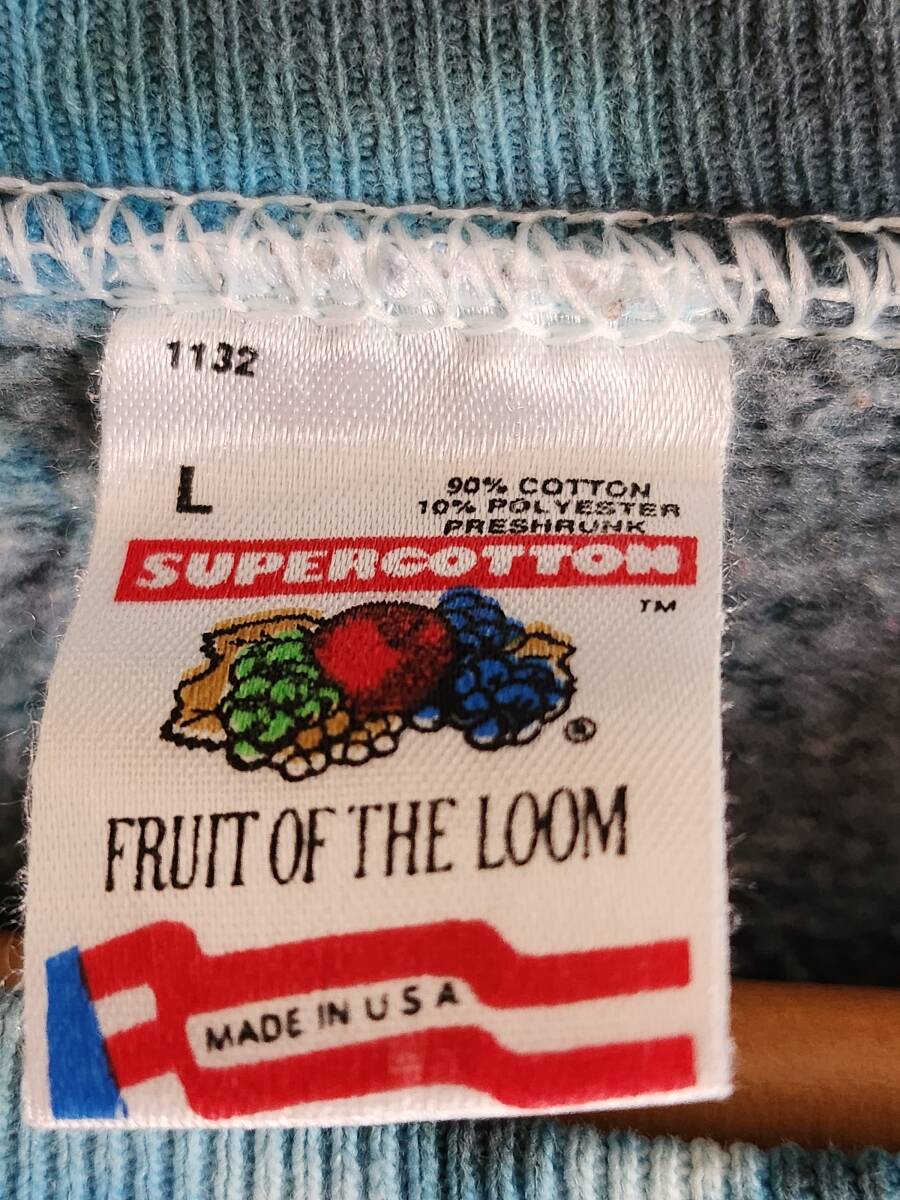 1132
L
90% COTTON
10% POLYESTER
PRESHRUNK
SUPERCOTTON
TM
®
FRUIT OF THE LOOM
MADE IN U S A